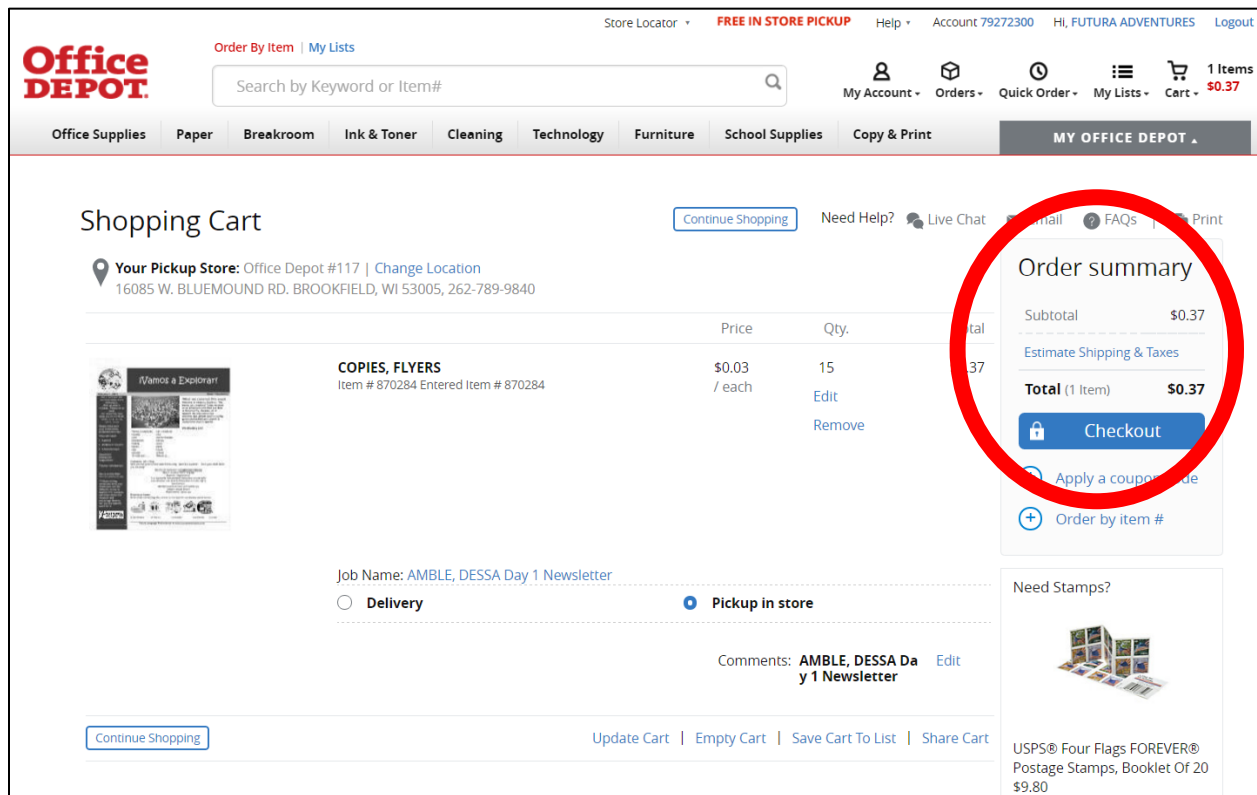 Store Locator FREE IN STORE PICKUP Help Account 79272300 Hi, FUTURA ADVENTURES Logout
Office DEPOT.
Order By Item | My Lists
Search by Keyword or Item#
My Account Orders Quick Order My Lists Cart 1 Items $0.37
Office Supplies Paper Breakroom Ink & Toner Cleaning Technology Furniture School Supplies Copy & Print MY OFFICE DEPOT
Shopping Cart
Continue Shopping Need Help? Live Chat FAQs | Print
Your Pickup Store: Office Depot #117 | Change Location
16085 W. BLUEMOUND RD. BROOKFIELD, WI 53005, 262-789-9840
Price Qty.
¡Vamos a Explorar!
COPIES, FLYERS $0.03 15
Item # 870284 Entered Item # 870284 / each
Edit
Remove
Job Name: AMBLE, DESSA Day 1 Newsletter
Delivery Pickup in store
Comments: AMBLE, DESSA Da Edit
y 1 Newsletter
Continue Shopping Update Cart | Empty Cart | Save Cart To List | Share Cart
Order summary
Subtotal $0.37
Estimate Shipping & Taxes
Total (1 Item) $0.37
Checkout
Apply a coupon code
Order by item #
Need Stamps?
USPS® Four Flags FOREVER®
Postage Stamps, Booklet Of 20
$9.80